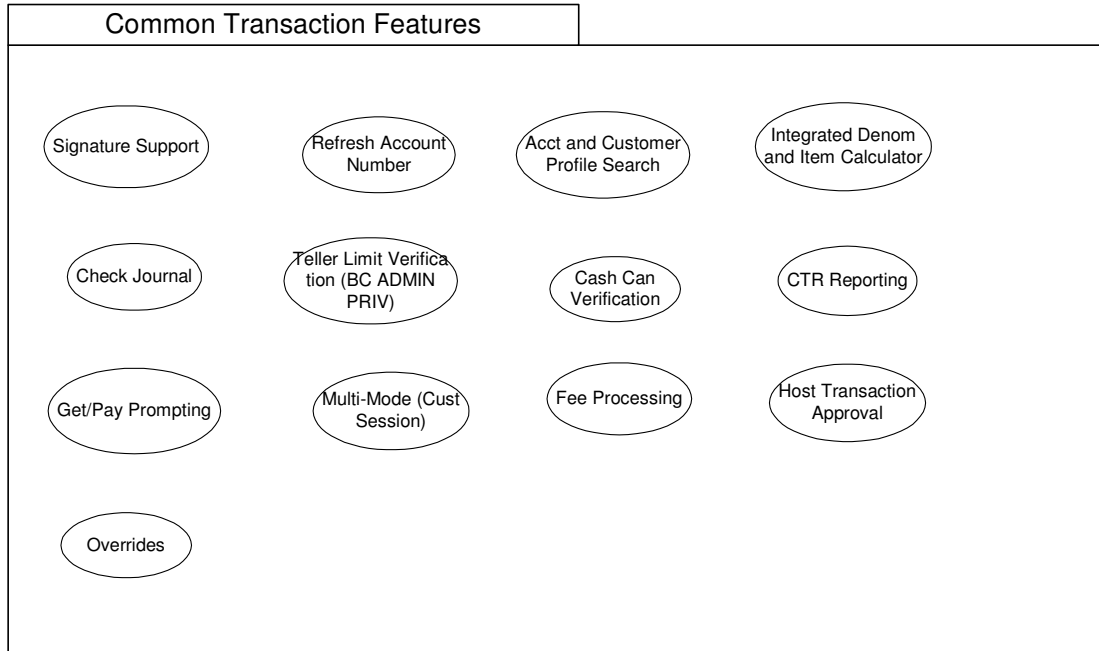 Common Transaction Features
Signature Support
Refresh Account
Number
Acct and Customer
Profile Search
Integrated Denom
and Item Calculator
Check Journal
Teller Limit Verifica
tion (BC ADMIN
PRIV)
Cash Can
Verification
CTR Reporting
Get/Pay Prompting
Multi-Mode (Cust
Session)
Fee Processing
Host Transaction
Approval
Overrides